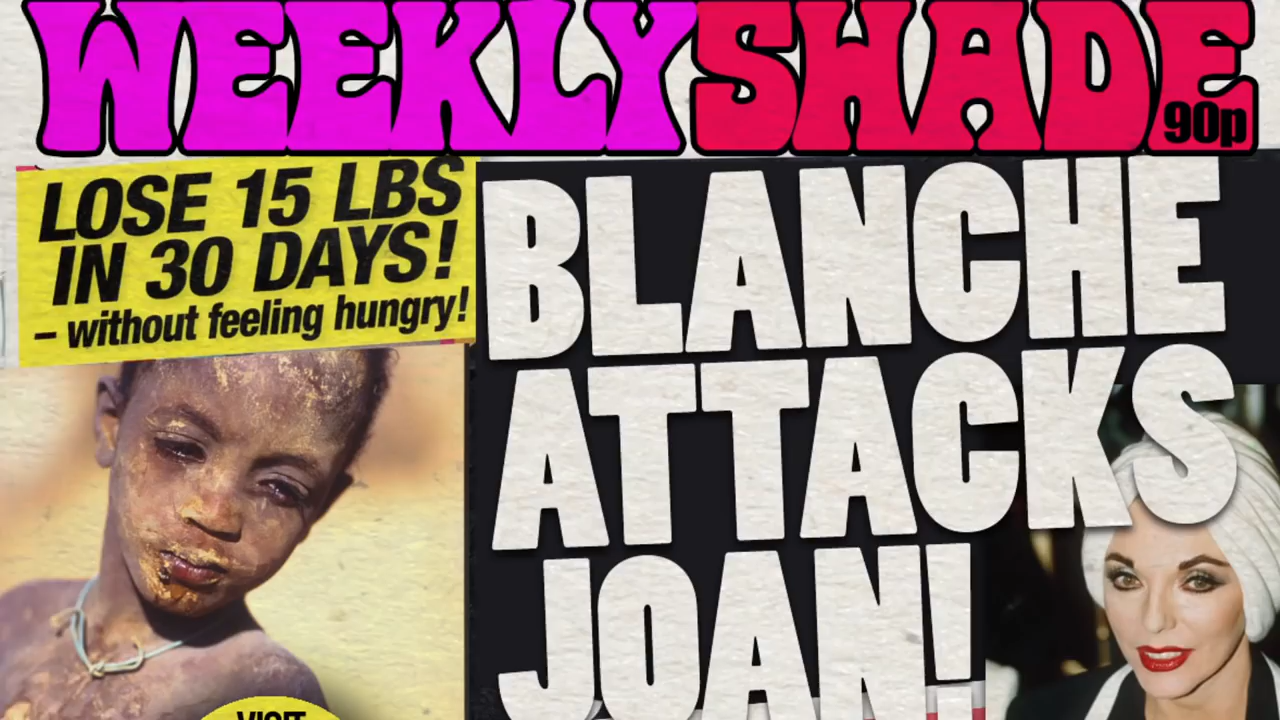 WEEKLY SHADE
90p
LOSE 15 LBS
IN 30 DAYS!
– without feeling hungry!
BLANCHE
ATTACKS
JOAN!
VISIT